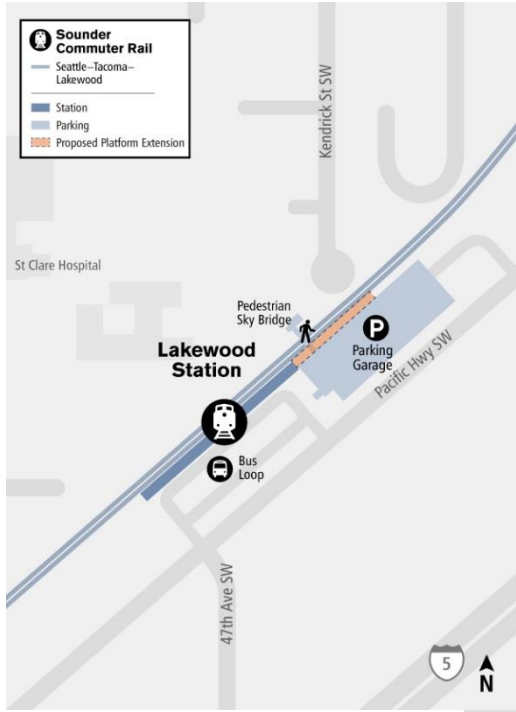 Sounder
Commuter Rail
Seattle–Tacoma–
Lakewood
Station
Parking
Proposed Platform Extension
Kendrick St SW
St Clare Hospital
Pedestrian
Sky Bridge
Lakewood
Station
P
Parking
Garage
Pacific Hwy SW
Bus
Loop
47th Ave SW
5
N